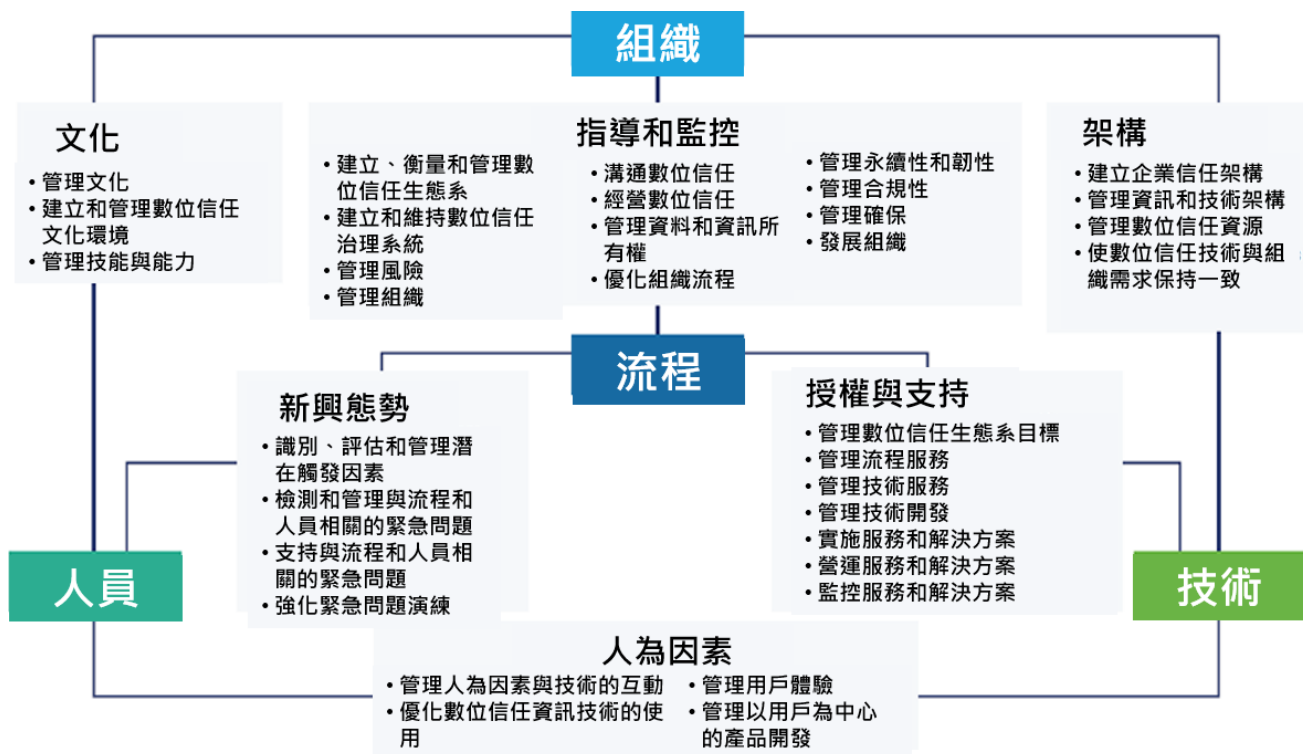 組織
文化
• 管理文化
• 建立和管理數位信任
文化環境
• 管理技能與能力
指導和監控
• 建立、衡量和管理數
位信任生態系
• 建立和維持數位信任
治理系統
• 管理風險
• 管理組織
• 溝通數位信任
• 經營數位信任
• 管理資料和資訊所
有權
• 優化組織流程
• 管理永續性和韌性
• 管理合規性
• 管理確保
• 發展組織
架構
• 建立企業信任架構
• 管理資訊和技術架構
• 管理數位信任資源
• 使數位信任技術與組
織需求保持一致
流程
新興態勢
• 識別、評估和管理潛
在觸發因素
• 檢測和管理與流程和
人員相關的緊急問題
• 支持與流程和人員相
關的緊急問題
• 強化緊急問題演練
授權與支持
• 管理數位信任生態系目標
• 管理流程服務
• 管理技術服務
• 管理技術開發
• 實施服務和解決方案
• 營運服務和解決方案
• 監控服務和解決方案
人員
技術
人為因素
• 管理人為因素與技術的互動
• 優化數位信任資訊技術的使
用
• 管理用戶體驗
• 管理以用戶為中心
的產品開發